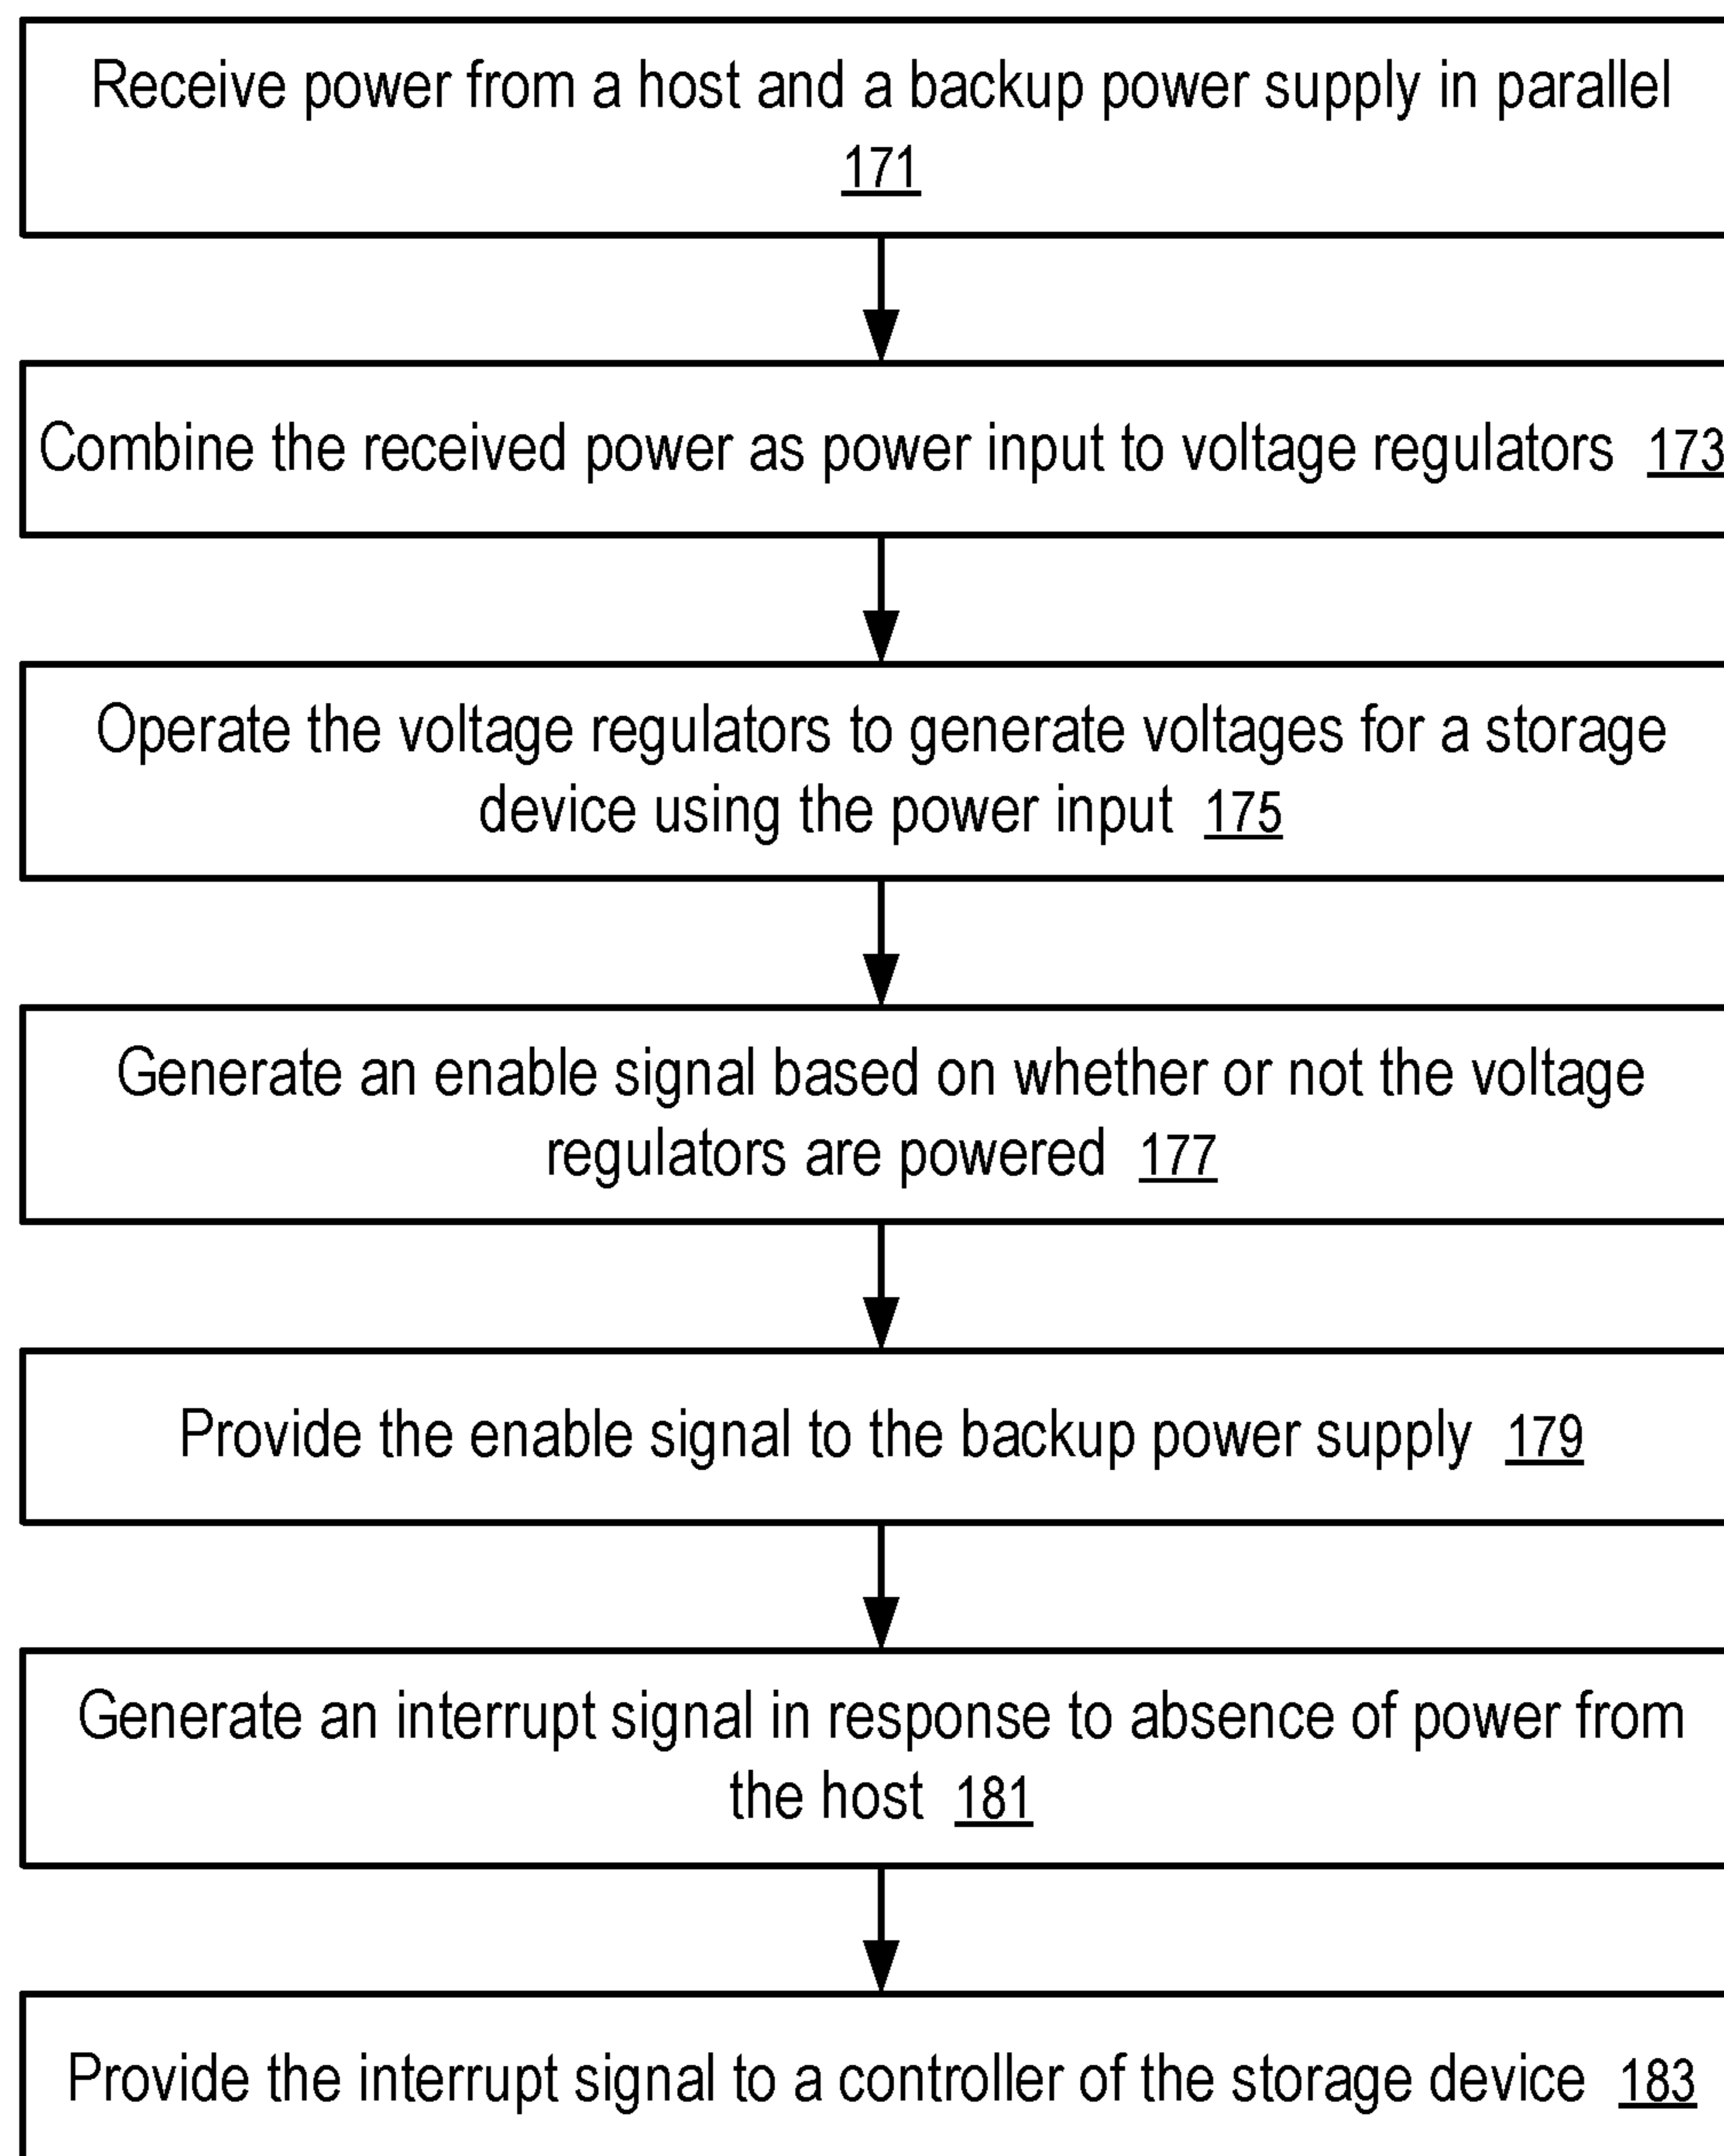 Receive power from a host and a backup power supply in parallel
171
Combine the received power as power input to voltage regulators 173
Operate the voltage regulators to generate voltages for a storage
device using the power input 175
Generate an enable signal based on whether or not the voltage
regulators are powered 177
Provide the enable signal to the backup power supply 179
Generate an interrupt signal in response to absence of power from
the host 181
Provide the interrupt signal to a controller of the storage device 183